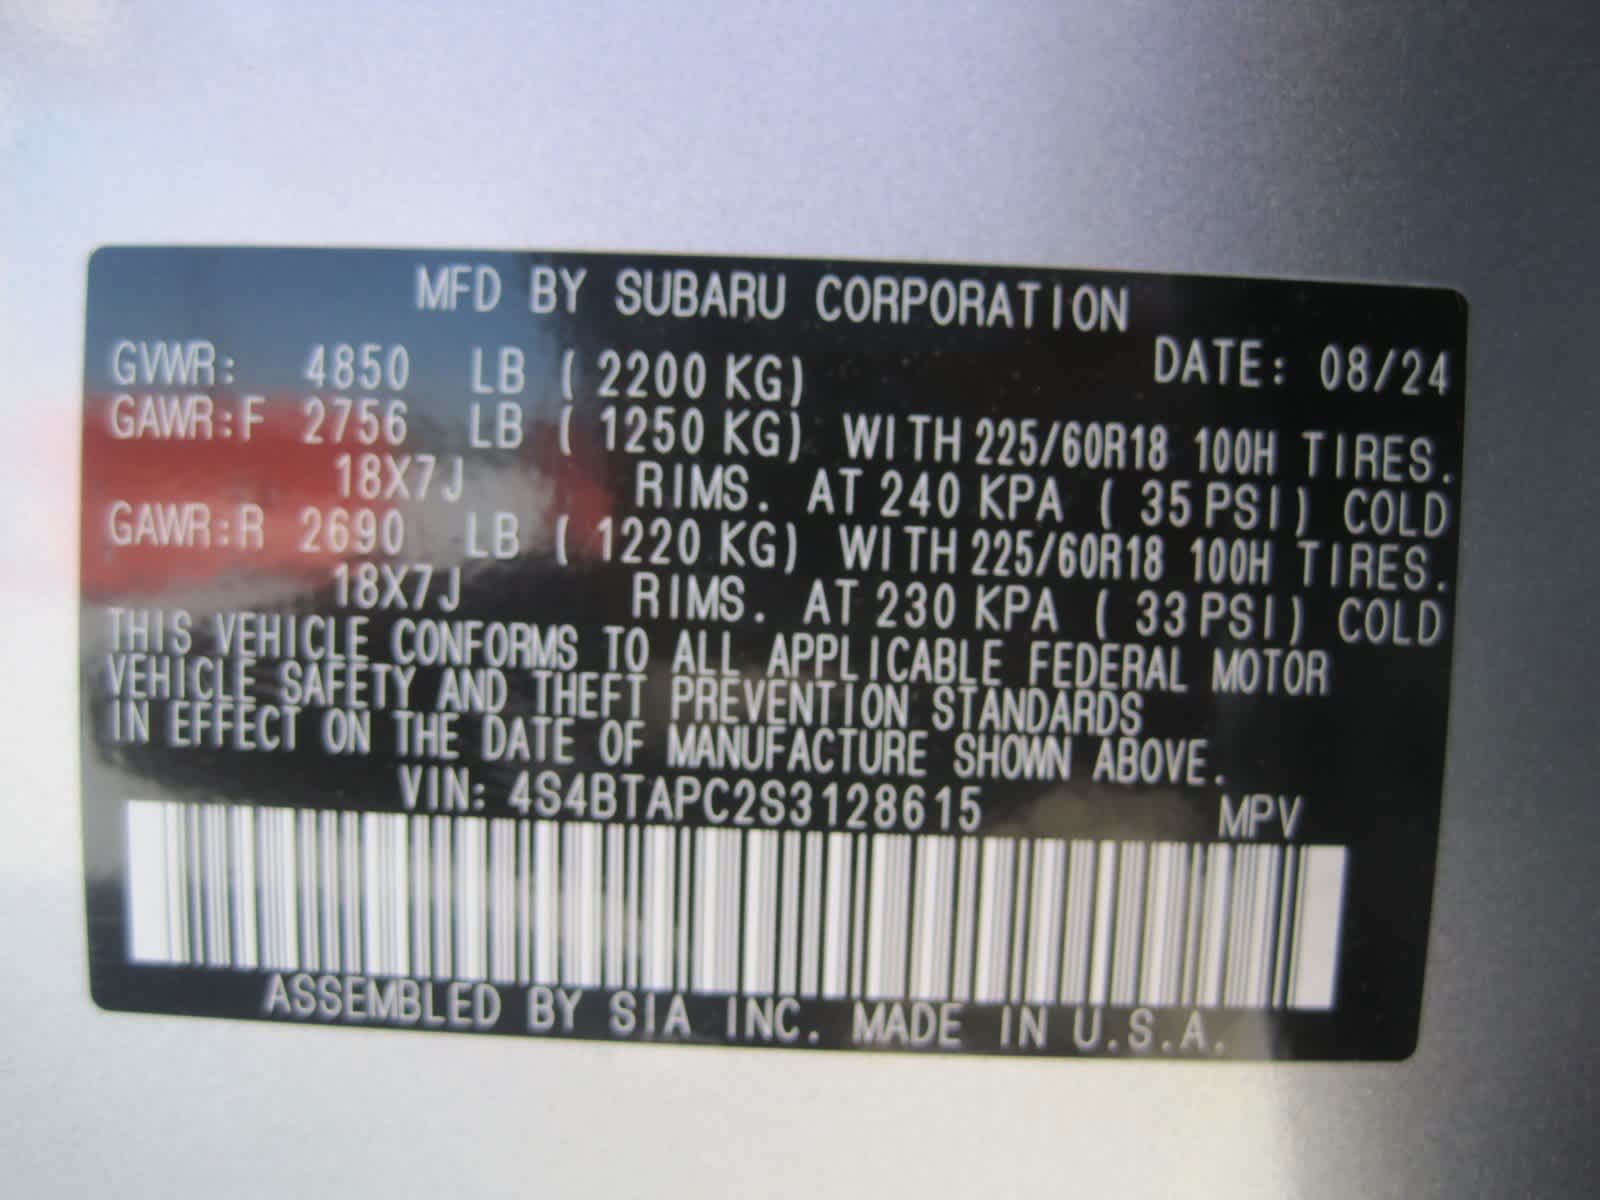 MFD BY SUBARU CORPORATION
GVWR: 4850 LB ( 2200 KG) DATE: 08/24
GAWR:F 2756 LB ( 1250 KG) WITH 225/60R18 100H TIRES.
18X7J RIMS. AT 240 KPA ( 35 PSI) COLD
GAWR:R 2690 LB ( 1220 KG) WITH 225/60R18 100H TIRES.
18X7J RIMS. AT 230 KPA ( 33 PSI) COLD
THIS VEHICLE CONFORMS TO ALL APPLICABLE FEDERAL MOTOR
VEHICLE SAFETY AND THEFT PREVENTION STANDARDS
IN EFFECT ON THE DATE OF MANUFACTURE SHOWN ABOVE.
VIN: 4S4BTAPC2S3128615 MPV
ASSEMBLED BY SIA INC. MADE IN U.S.A.